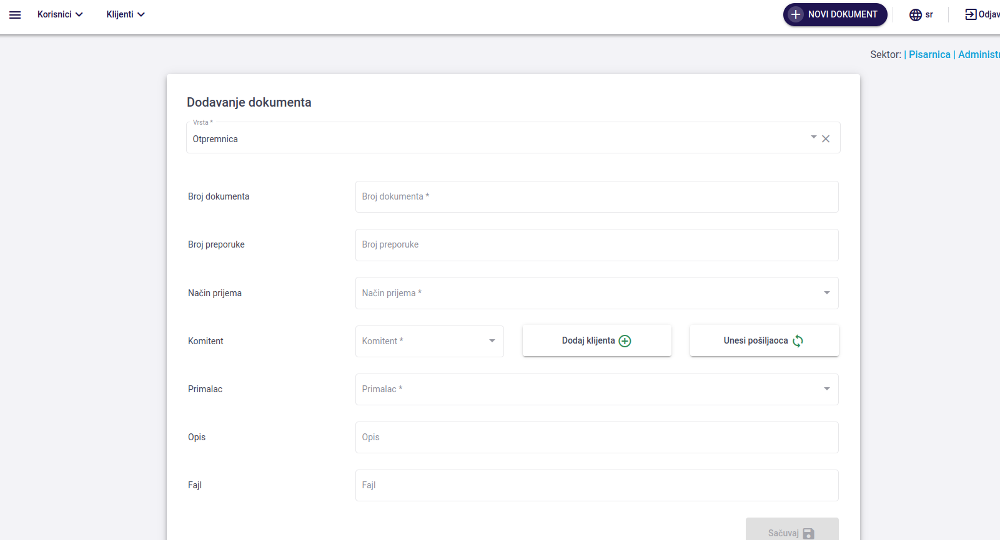 Korisnici Klijenti NOVI DOKUMENT sr Odjav
Sektor: | Pisarnica | Administr
Dodavanje dokumenta
Vrsta *
Otpremnica
Broj dokumenta Broj dokumenta *
Broj preporuke Broj preporuke
Način prijema Način prijema *
Komitent Komitent * Dodaj klijenta Unesi pošiljaoca
Primalac Primalac *
Opis Opis
Fajl Fajl
Sačuvaj